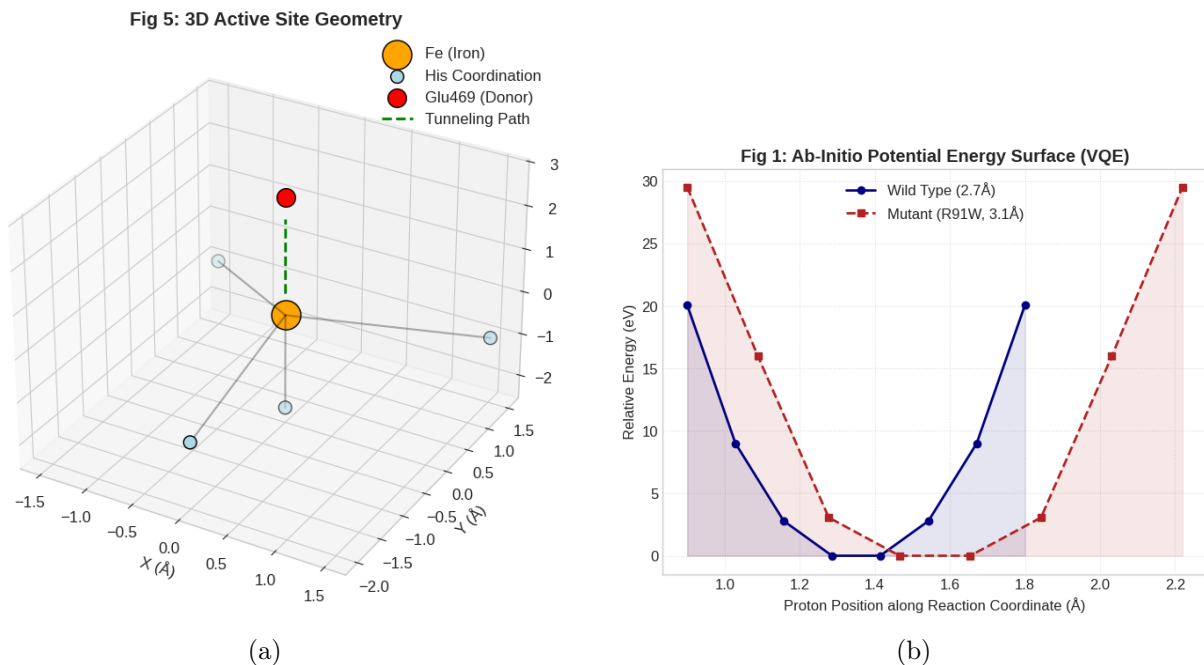 Fig 5: 3D Active Site Geometry
Fe (Iron)
His Coordination
Glu469 (Donor)
Tunneling Path
3
2
1
0
−1
−2
−1.5
−1.0
−0.5
0.0
0.5
1.0
1.5
X (Å)
−2.0
−1.5
−1.0
−0.5
0.0
0.5
1.0
1.5
Y (Å)
(a)
Fig 1: Ab-Initio Potential Energy Surface (VQE)
Wild Type (2.7Å)
Mutant (R91W, 3.1Å)
30
25
20
15
10
5
0
Relative Energy (eV)
1.0 1.2 1.4 1.6 1.8 2.0 2.2
Proton Position along Reaction Coordinate (Å)
(b)